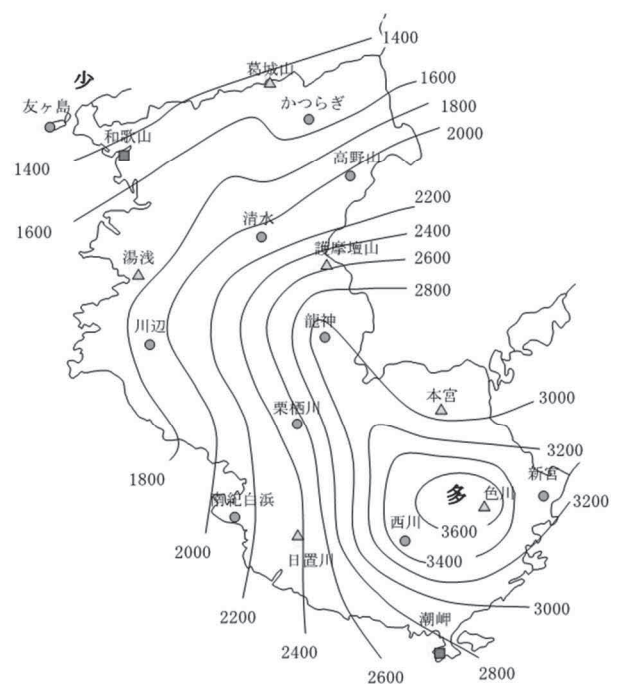 1400
葛城山
少
1600
友ヶ島
かつらぎ
1800
和歌山
2000
高野山
1400
2200
清水
1600
2400
護摩壇山
湯浅
2600
2800
龍神
川辺
本宮
3000
栗栖川
3200
1800
新宮
多
色川
南紀白浜
3200
西川
3600
2000
日置川
3400
3000
2200
潮岬
2400
2600
2800